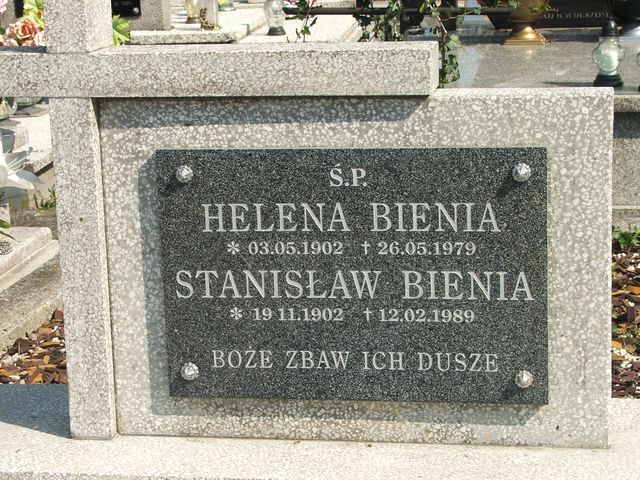 Ś.P.
HELENA BIENIA
* 03.05.1902 † 26.05.1979
STANISŁAW BIENIA
* 19.11.1902 † 12.02.1989
BOŻE ZBAW ICH DUSZE